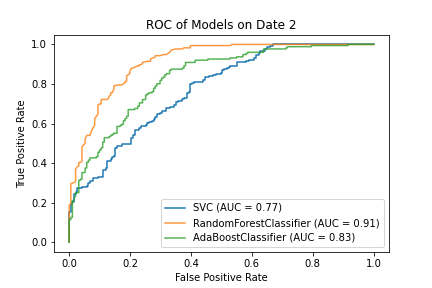 ROC of Models on Date 2
True Positive Rate
1.0
0.8
0.6
0.4
0.2
0.0
SVC (AUC = 0.77)
RandomForestClassifier (AUC = 0.91)
AdaBoostClassifier (AUC = 0.83)
0.0 0.2 0.4 0.6 0.8 1.0
False Positive Rate